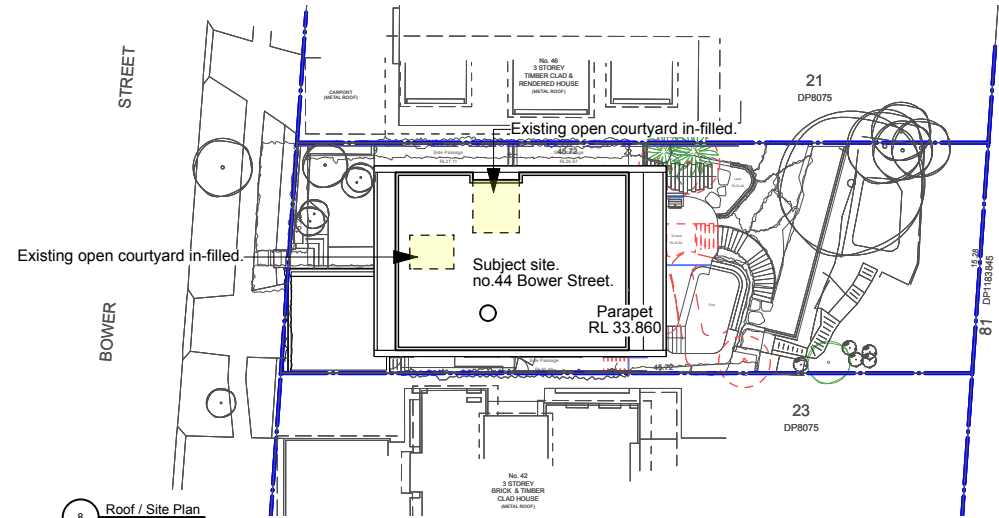 STREET
CARPORT
(METAL ROOF)
No. 46
3 STOREY
TIMBER CLAD &
RENDERED HOUSE
(METAL ROOF)
21
DP8075
Existing open courtyard in-filled.
45.72
Side Passage
Existing open courtyard in-filled.
Subject site.
no.44 Bower Street.
Parapet
RL 33.860
15.28
DP1183845
81
BOWER
Side Passage
45.72
23
DP8075
No. 42
3 STOREY
BRICK & TIMBER
CLAD HOUSE
(METAL ROOF)
8
Roof / Site Plan